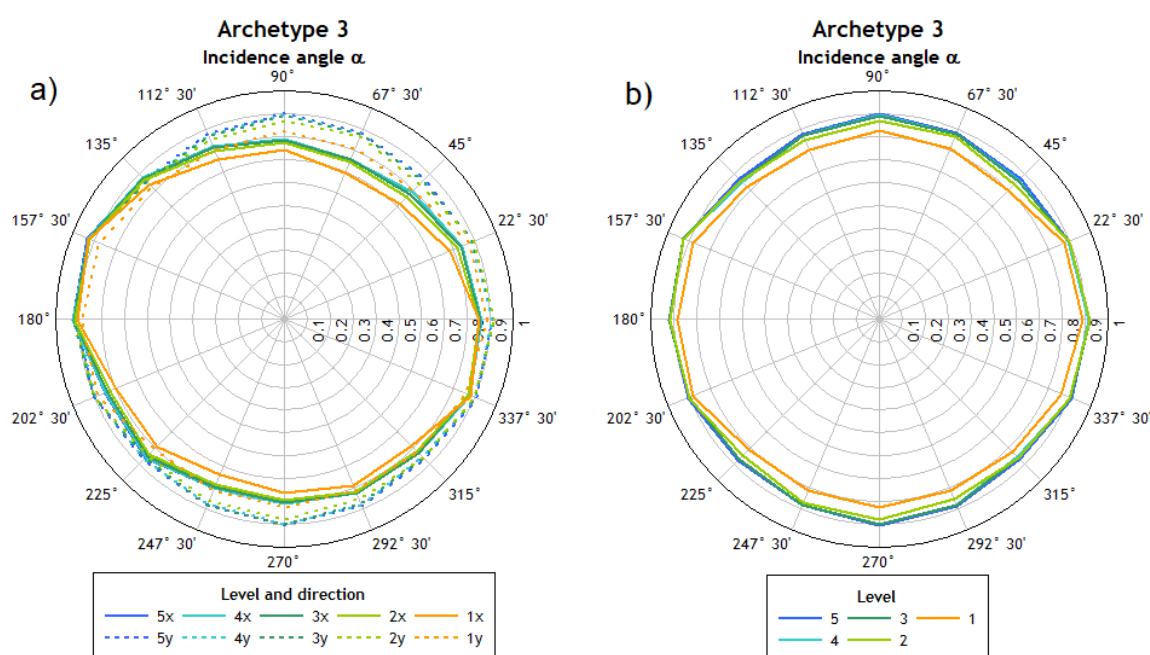 Archetype 3
Incidence angle α
a)
90˚
112˚ 30'
67˚ 30'
135˚
45˚
157˚ 30'
22˚ 30'
180˚
0.1 0.2 0.3 0.4 0.5 0.6 0.7 0.8 0.9 1
202˚ 30'
337˚ 30'
225˚
315˚
247˚ 30'
292˚ 30'
270˚
Level and direction
5x 4x 3x 2x 1x
5y 4y 3y 2y 1y
Archetype 3
Incidence angle α
b)
90˚
112˚ 30'
67˚ 30'
135˚
45˚
157˚ 30'
22˚ 30'
180˚
0.1 0.2 0.3 0.4 0.5 0.6 0.7 0.8 0.9 1
202˚ 30'
337˚ 30'
225˚
315˚
247˚ 30'
292˚ 30'
270˚
Level
5 3 1
4 2